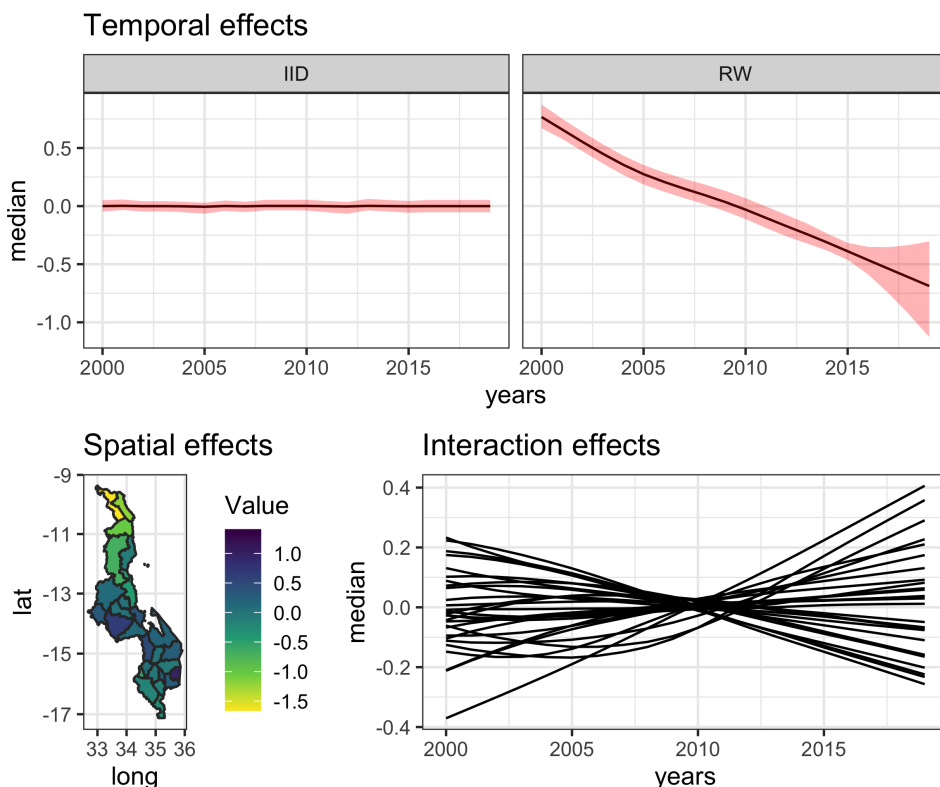 Temporal effects
IID
RW
median
0.5
0.0
-0.5
-1.0
2000 2005 2010 2015
2000 2005 2010 2015
years
Spatial effects
lat
-9
-11
-13
-15
-17
33 34 35 36
long
Value
1.0
0.5
0.0
-0.5
-1.0
-1.5
Interaction effects
median
0.4
0.2
0.0
-0.2
-0.4
2000 2005 2010 2015
years